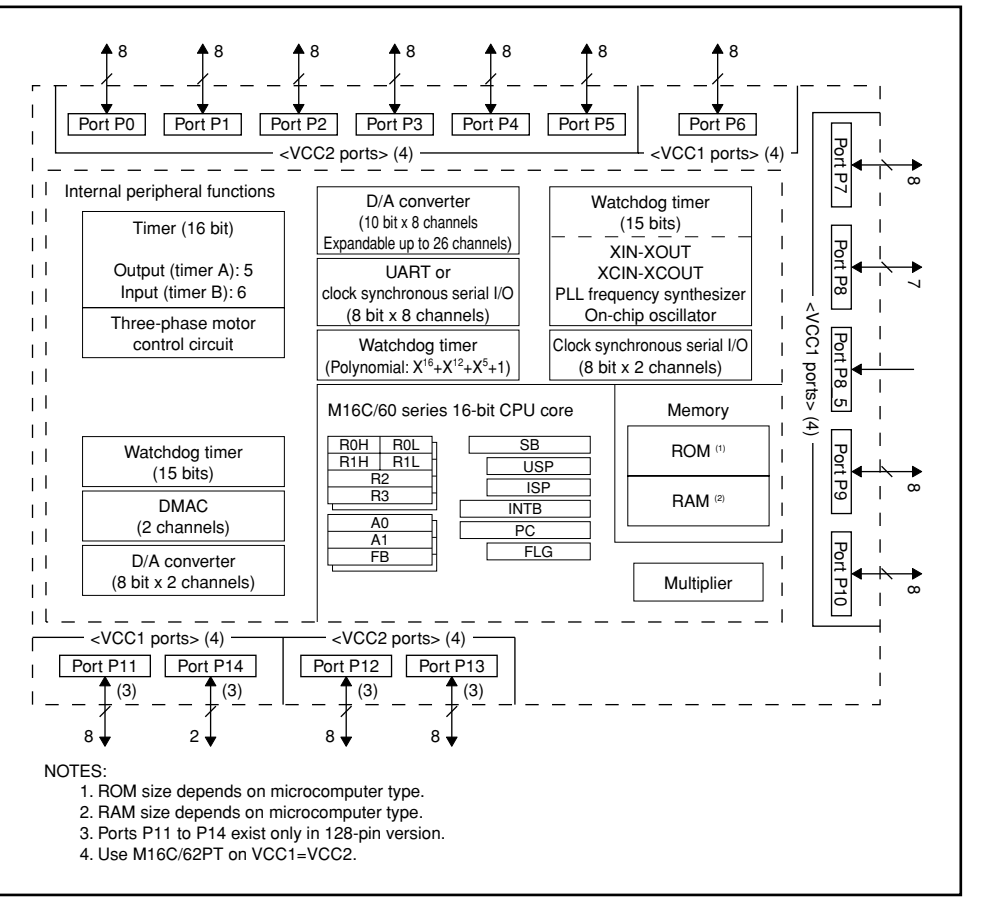 8 8 8 8 8 8 8
Port P0 Port P1 Port P2 Port P3 Port P4 Port P5 Port P6
<VCC2 ports> (4) <VCC1 ports> (4)
Internal peripheral functions
Timer (16 bit)
Output (timer A): 5
Input (timer B): 6
Three-phase motor
control circuit
Watchdog timer
(15 bits)
DMAC
(2 channels)
D/A converter
(8 bit x 2 channels)
D/A converter
(10 bit x 8 channels
Expandable up to 26 channels)
UART or
clock synchronous serial I/O
(8 bit x 8 channels)
Watchdog timer
(Polynomial: X¹⁶+X¹²+X⁵+1)
Watchdog timer
(15 bits)
XIN-XOUT
XCIN-XCOUT
PLL frequency synthesizer
On-chip oscillator
Clock synchronous serial I/O
(8 bit x 2 channels)
M16C/60 series 16-bit CPU core
R0H R0L
R1H R1L
R2
R3
A0
A1
FB
SB
USP
ISP
INTB
PC
FLG
Memory
ROM (1)
RAM (2)
Multiplier
Port P7
8
Port P8
7
Port P8 5
Port P9
8
Port P10
8
<VCC1 ports> (4)
<VCC1 ports> (4) <VCC2 ports> (4)
Port P11 Port P14 Port P12 Port P13
(3) (3) (3) (3)
8 2 8 8
NOTES:
1. ROM size depends on microcomputer type.
2. RAM size depends on microcomputer type.
3. Ports P11 to P14 exist only in 128-pin version.
4. Use M16C/62PT on VCC1=VCC2.